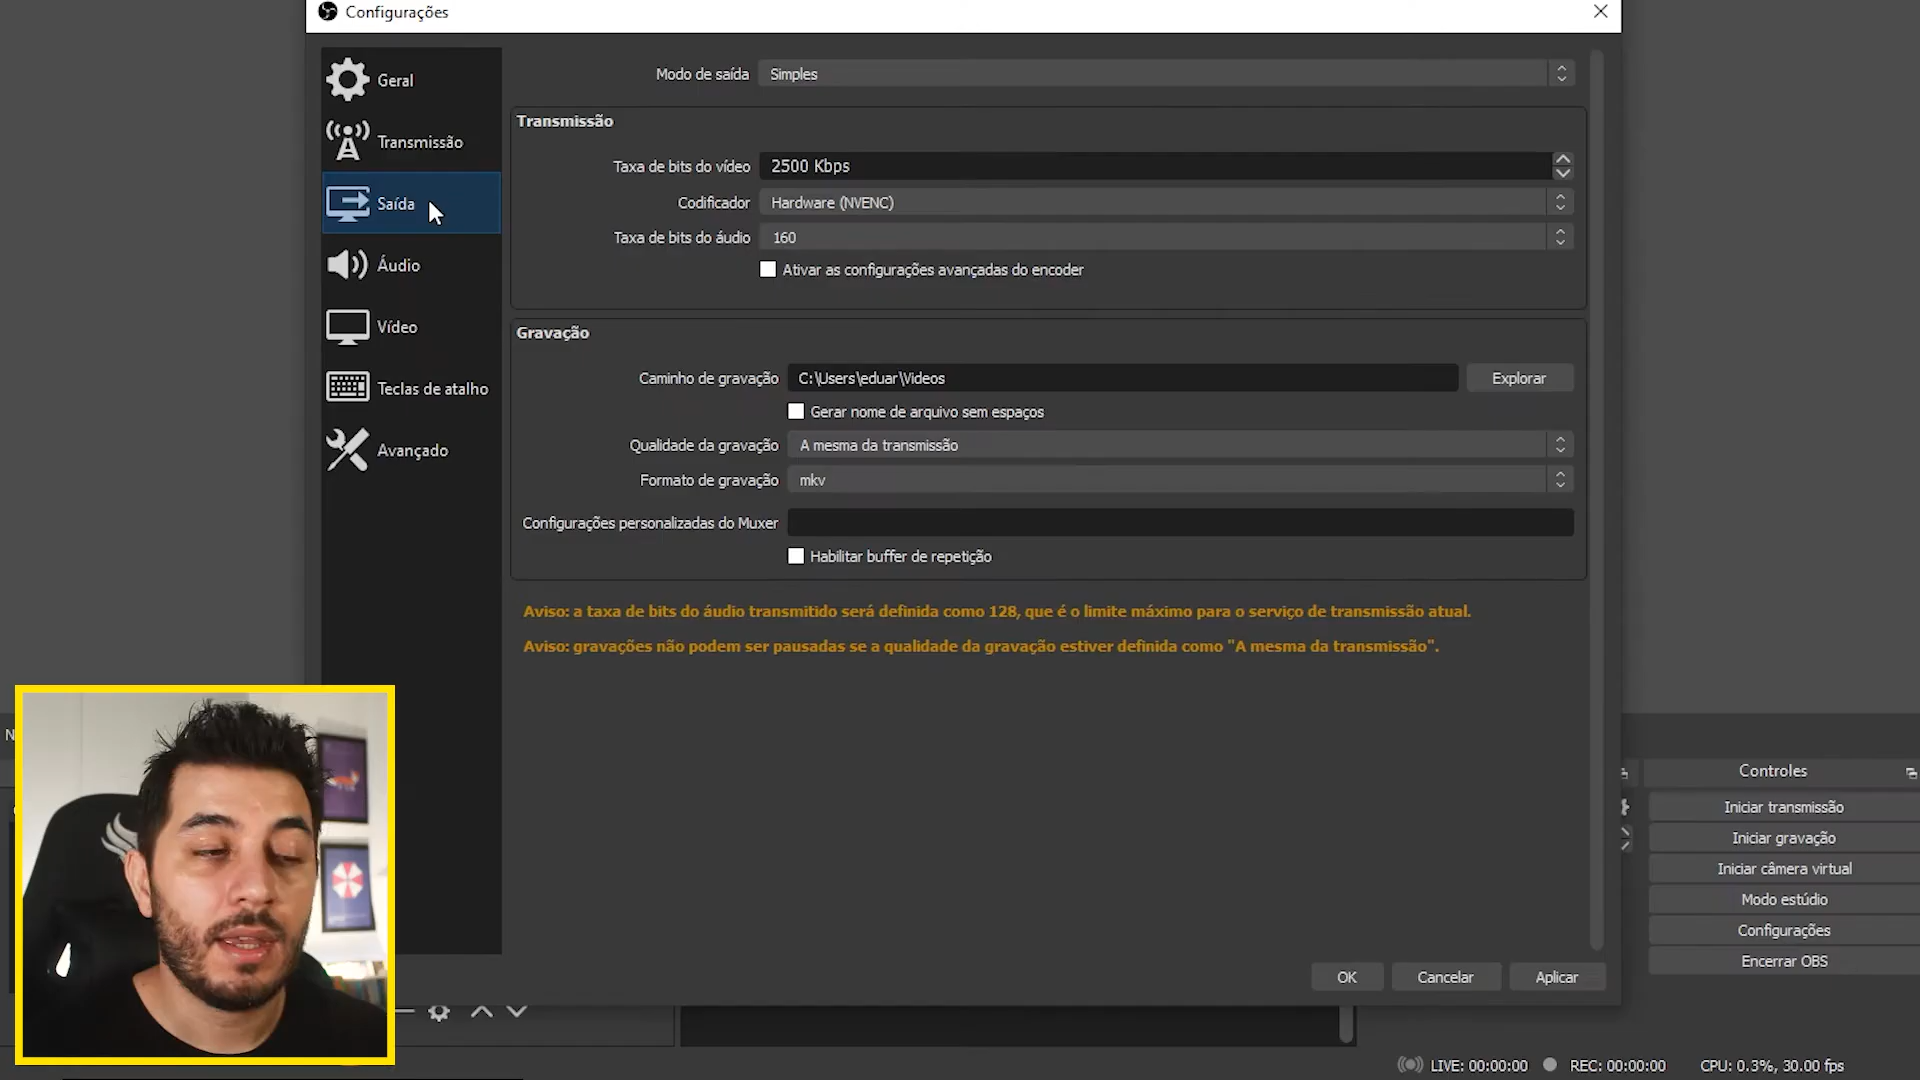 Configurações
Geral
Transmissão
Saída
Áudio
Vídeo
Teclas de atalho
Avançado
Modo de saída Simples
Transmissão
Taxa de bits do vídeo 2500 Kbps
Codificador Hardware (NVENC)
Taxa de bits do áudio 160
Ativar as configurações avançadas do encoder
Gravação
Caminho de gravação C:\Users\eduar\Videos Explorar
Gerar nome de arquivo sem espaços
Qualidade da gravação A mesma da transmissão
Formato de gravação mkv
Configurações personalizadas do Muxer
Habilitar buffer de repetição
Aviso: a taxa de bits do áudio transmitido será definida como 128, que é o limite máximo para o serviço de transmissão atual.
Aviso: gravações não podem ser pausadas se a qualidade da gravação estiver definida como "A mesma da transmissão".
OK Cancelar Aplicar
Controles
Iniciar transmissão
Iniciar gravação
Iniciar câmera virtual
Modo estúdio
Configurações
Encerrar OBS
LIVE: 00:00:00 REC: 00:00:00 CPU: 0.3%, 30.00 fps